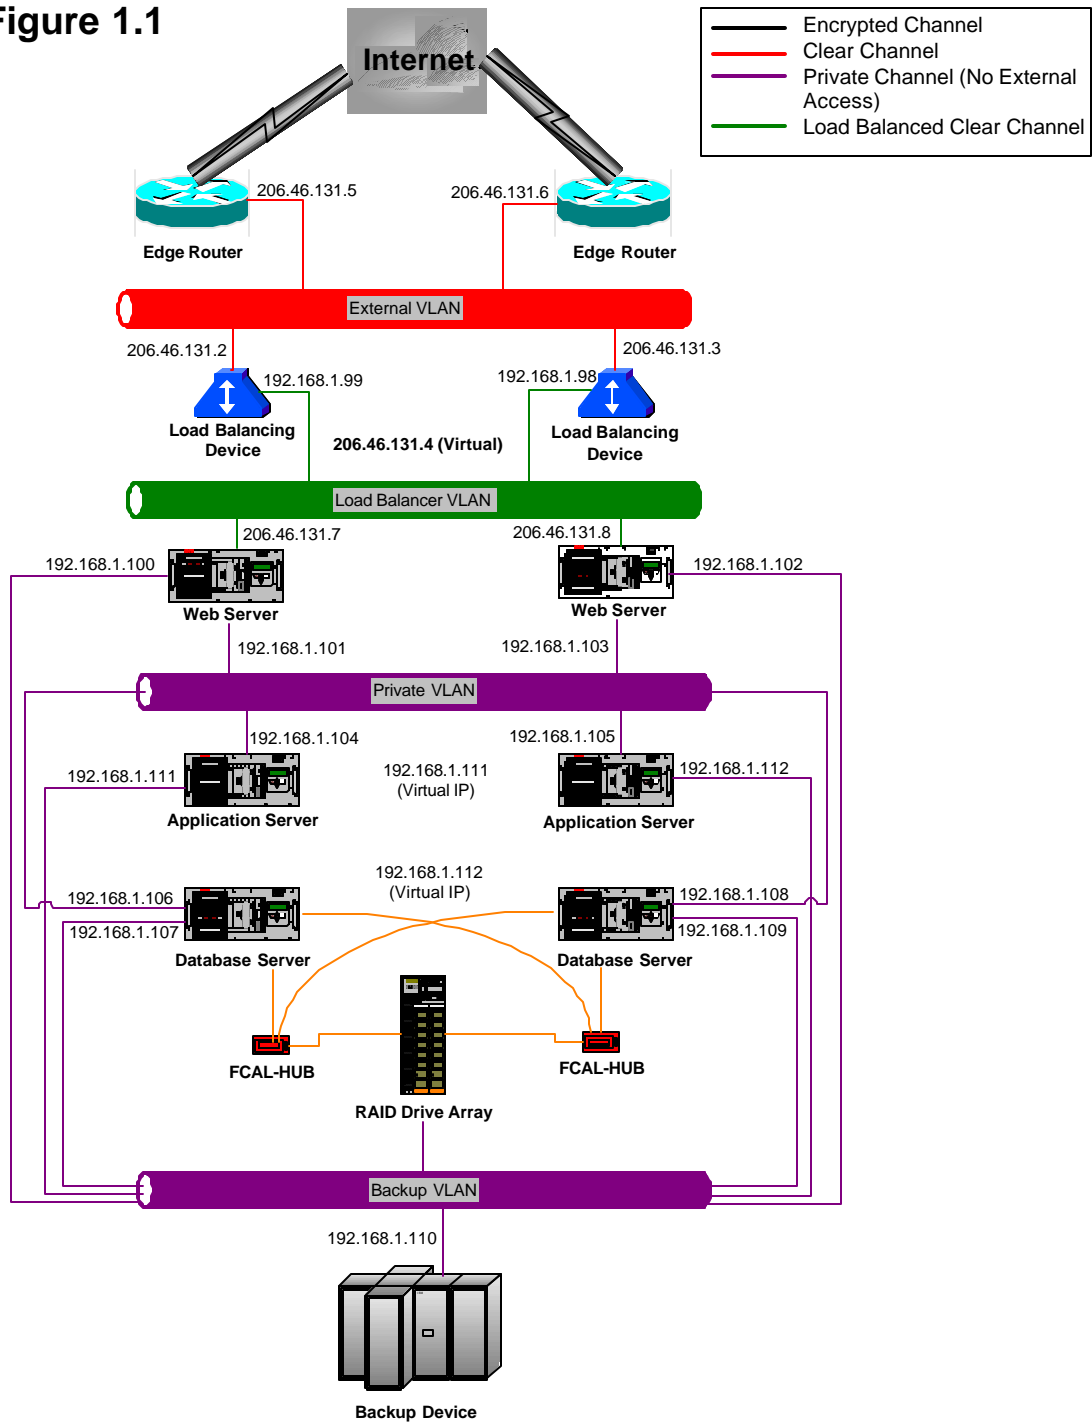 Figure 1.1
Internet
Encrypted Channel
Clear Channel
Private Channel (No External
Access)
Load Balanced Clear Channel
206.46.131.5
206.46.131.6
Edge Router
Edge Router
External VLAN
206.46.131.2
206.46.131.3
192.168.1.99
192.168.1.98
Load Balancing
Device
206.46.131.4 (Virtual)
Load Balancing
Device
Load Balancer VLAN
206.46.131.7
206.46.131.8
192.168.1.100
192.168.1.102
Web Server
Web Server
192.168.1.101
192.168.1.103
Private VLAN
192.168.1.104
192.168.1.105
192.168.1.111
192.168.1.111
(Virtual IP)
192.168.1.112
Application Server
Application Server
192.168.1.112
(Virtual IP)
192.168.1.106
192.168.1.108
192.168.1.107
192.168.1.109
Database Server
Database Server
FCAL-HUB
FCAL-HUB
RAID Drive Array
Backup VLAN
192.168.1.110
Backup Device